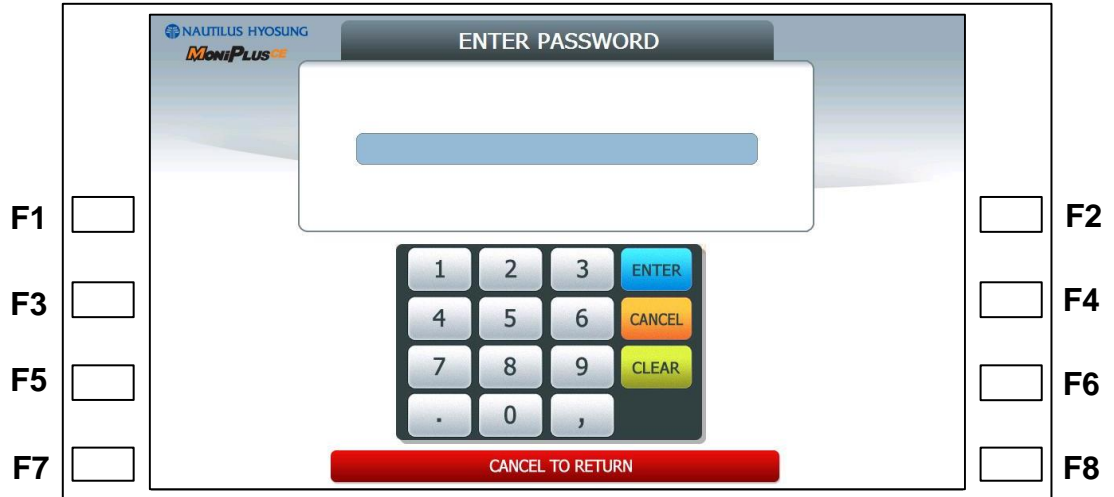 NAUTILUS HYOSUNG
MONiPLUSCE
ENTER PASSWORD
F1
F2
1 2 3 ENTER
F3
F4
4 5 6 CANCEL
7 8 9 CLEAR
F5
F6
. 0 ,
F7
CANCEL TO RETURN
F8